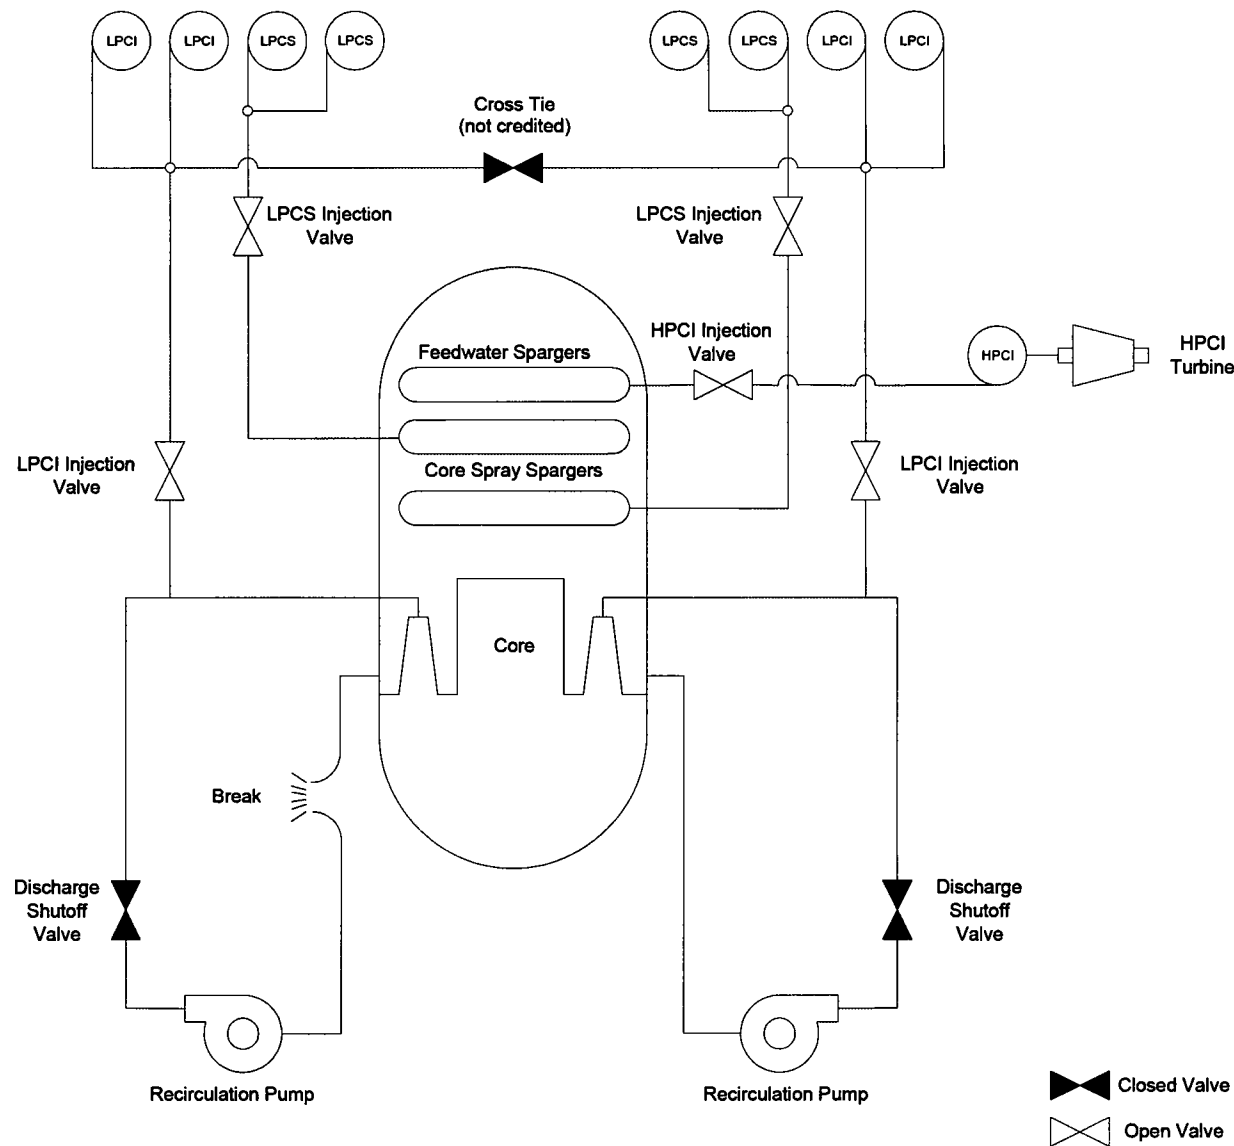 LPCI
LPCI
LPCS
LPCS
LPCS
LPCS
LPCI
LPCI
Cross Tie
(not credited)
LPCS Injection
Valve
LPCS Injection
Valve
HPCI Injection
Valve
HPCI
HPCI
Turbine
Feedwater Spargers
Core Spray Spargers
LPCI Injection
Valve
LPCI Injection
Valve
Core
Break
Discharge
Shutoff
Valve
Discharge
Shutoff
Valve
Recirculation Pump
Recirculation Pump
Closed Valve
Open Valve